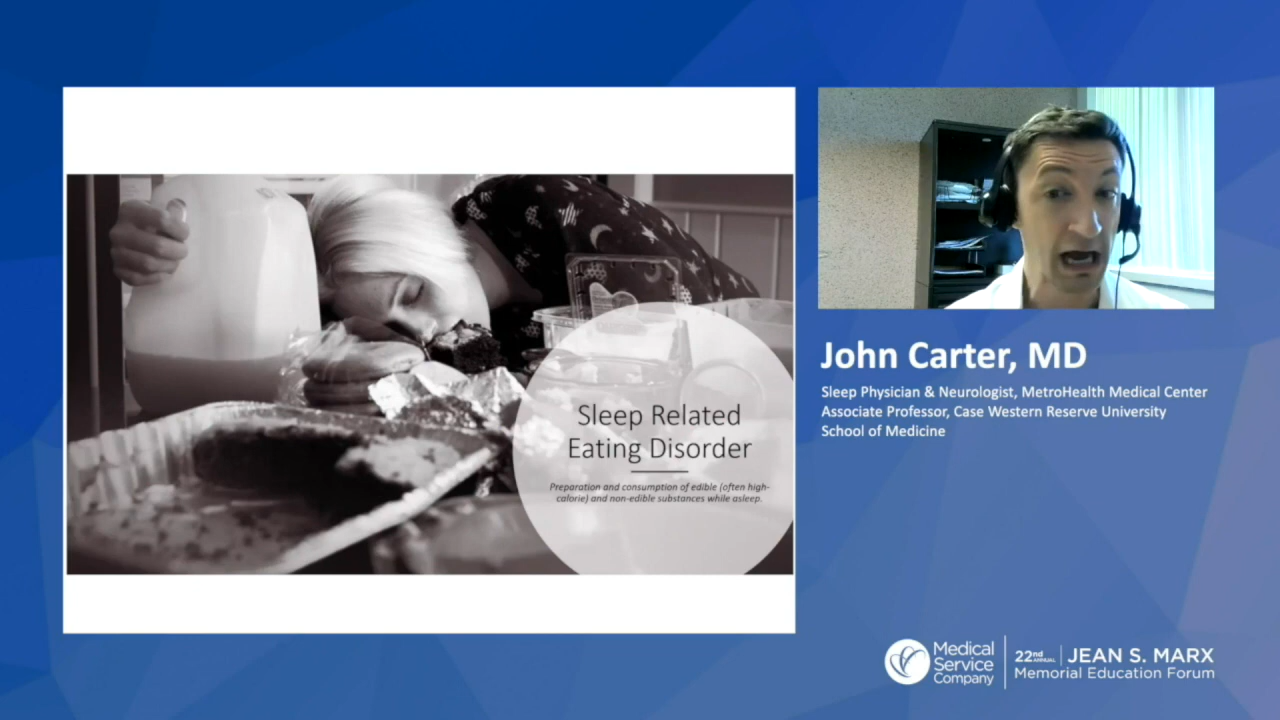 Sleep Related
Eating Disorder
Preparation and consumption of edible (often high-
calorie) and non-edible substances while asleep.
John Carter, MD
Sleep Physician & Neurologist, MetroHealth Medical Center
Associate Professor, Case Western Reserve University
School of Medicine
Medical
Service
Company
22nd ANNUAL JEAN S. MARX
Memorial Education Forum